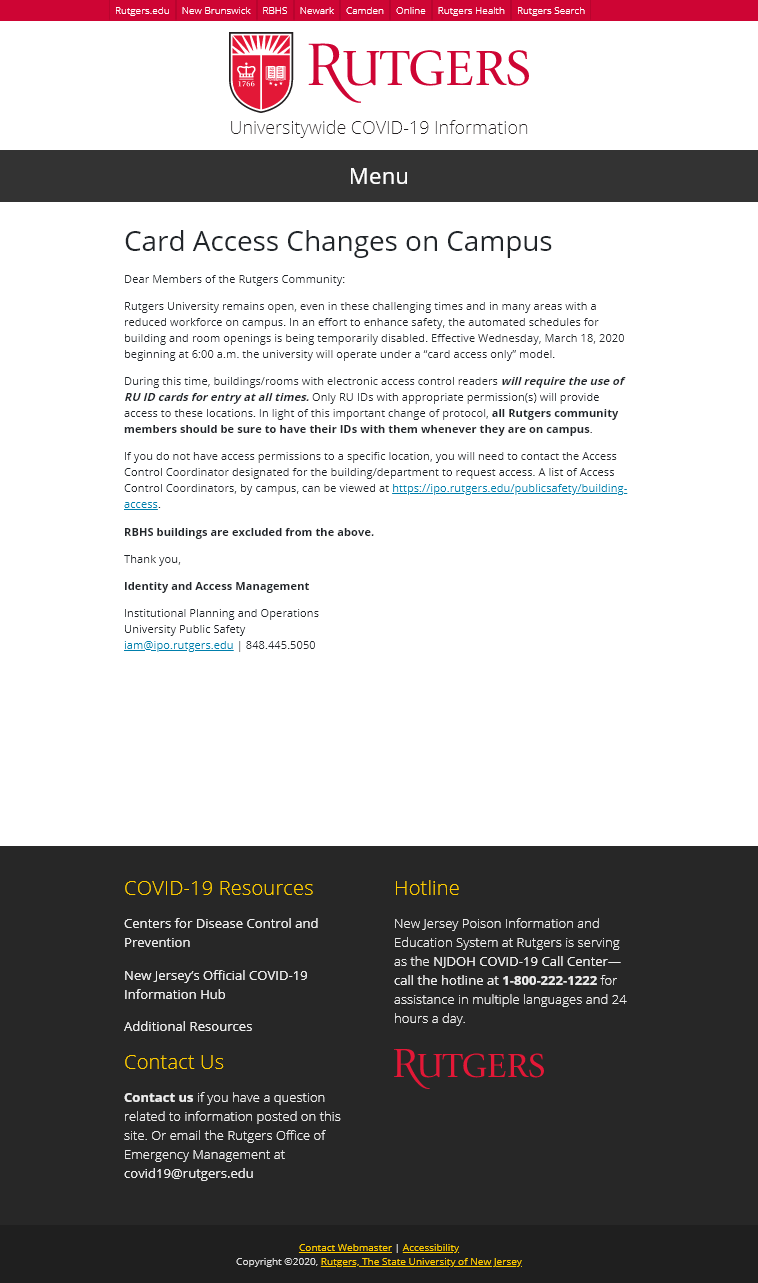 Rutgers.edu New Brunswick RBHS Newark Camden Online Rutgers Health Rutgers Search
1766
RUTGERS
Universitywide COVID-19 Information
Menu
Card Access Changes on Campus
Dear Members of the Rutgers Community:
Rutgers University remains open, even in these challenging times and in many areas with a
reduced workforce on campus. In an effort to enhance safety, the automated schedules for
building and room openings is being temporarily disabled. Effective Wednesday, March 18, 2020
beginning at 6:00 a.m. the university will operate under a “card access only” model.
During this time, buildings/rooms with electronic access control readers will require the use of
RU ID cards for entry at all times. Only RU IDs with appropriate permission(s) will provide
access to these locations. In light of this important change of protocol, all Rutgers community
members should be sure to have their IDs with them whenever they are on campus.
If you do not have access permissions to a specific location, you will need to contact the Access
Control Coordinator designated for the building/department to request access. A list of Access
Control Coordinators, by campus, can be viewed at https://ipo.rutgers.edu/publicsafety/building-
access.
RBHS buildings are excluded from the above.
Thank you,
Identity and Access Management
Institutional Planning and Operations
University Public Safety
iam@ipo.rutgers.edu | 848.445.5050
COVID-19 Resources
Centers for Disease Control and
Prevention
New Jersey’s Official COVID-19
Information Hub
Additional Resources
Contact Us
Contact us if you have a question
related to information posted on this
site. Or email the Rutgers Office of
Emergency Management at
covid19@rutgers.edu
Hotline
New Jersey Poison Information and
Education System at Rutgers is serving
as the NJDOH COVID-19 Call Center—
call the hotline at 1-800-222-1222 for
assistance in multiple languages and 24
hours a day.
RUTGERS
Contact Webmaster | Accessibility
Copyright ©2020, Rutgers, The State University of New Jersey